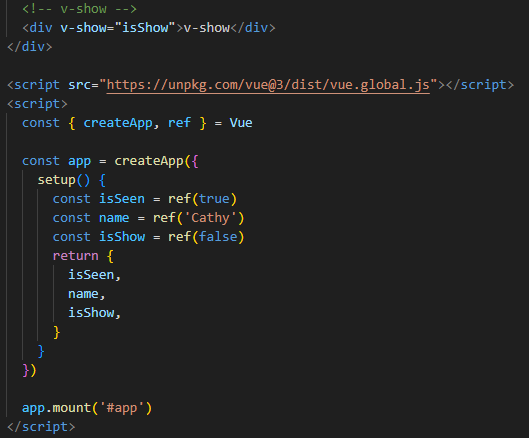 <!-- v-show -->
<div v-show="isShow">v-show</div>
</div>
<script src="https://unpkg.com/vue@3/dist/vue.global.js"></script>
<script>
const { createApp, ref } = Vue
const app = createApp({
setup() {
const isSeen = ref(true)
const name = ref('Cathy')
const isShow = ref(false)
return {
isSeen,
name,
isShow,
}
}
})
app.mount('#app')
</script>